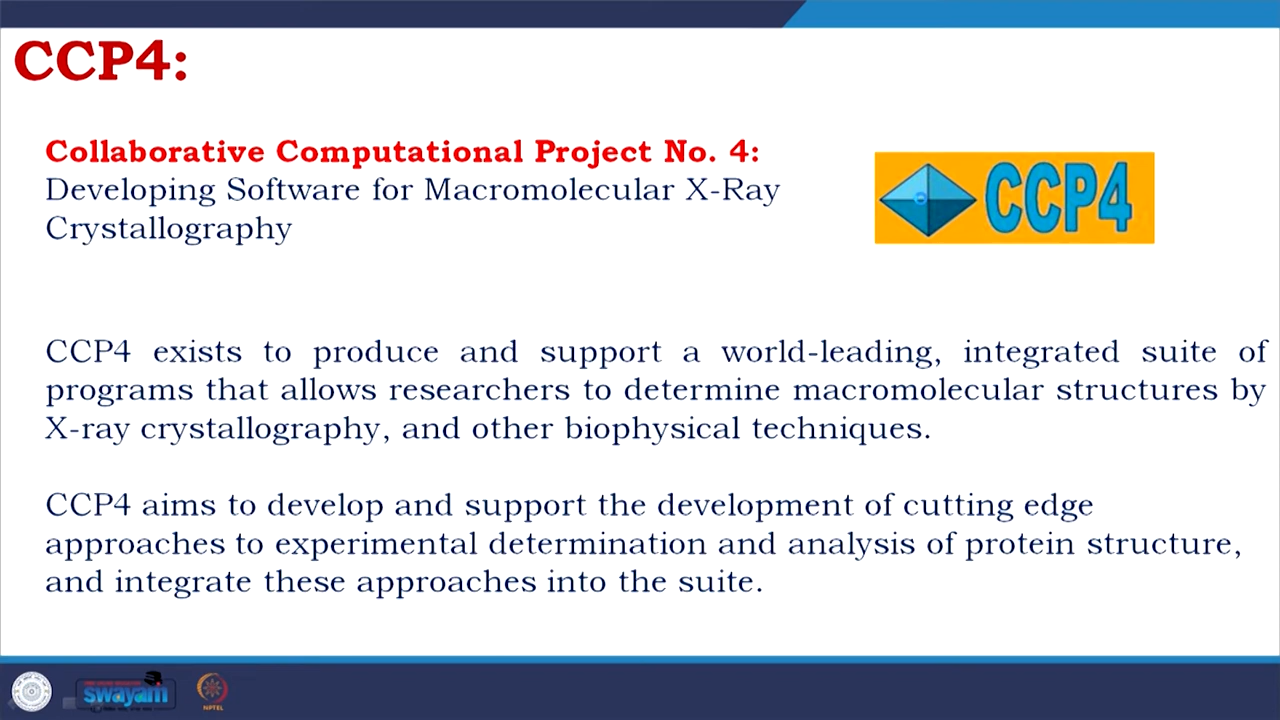 CCP4:
Collaborative Computational Project No. 4:
Developing Software for Macromolecular X-Ray
Crystallography
CCP4
CCP4 exists to produce and support a world-leading, integrated suite of
programs that allows researchers to determine macromolecular structures by
X-ray crystallography, and other biophysical techniques.
CCP4 aims to develop and support the development of cutting edge
approaches to experimental determination and analysis of protein structure,
and integrate these approaches into the suite.
swayam
NPTEL